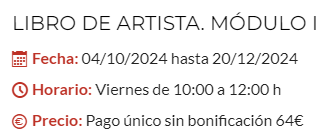 LIBRO DE ARTISTA. MÓDULO I
Fecha: 04/10/2024 hasta 20/12/2024
Horario: Viernes de 10:00 a 12:00 h
Precio: Pago único sin bonificación 64€